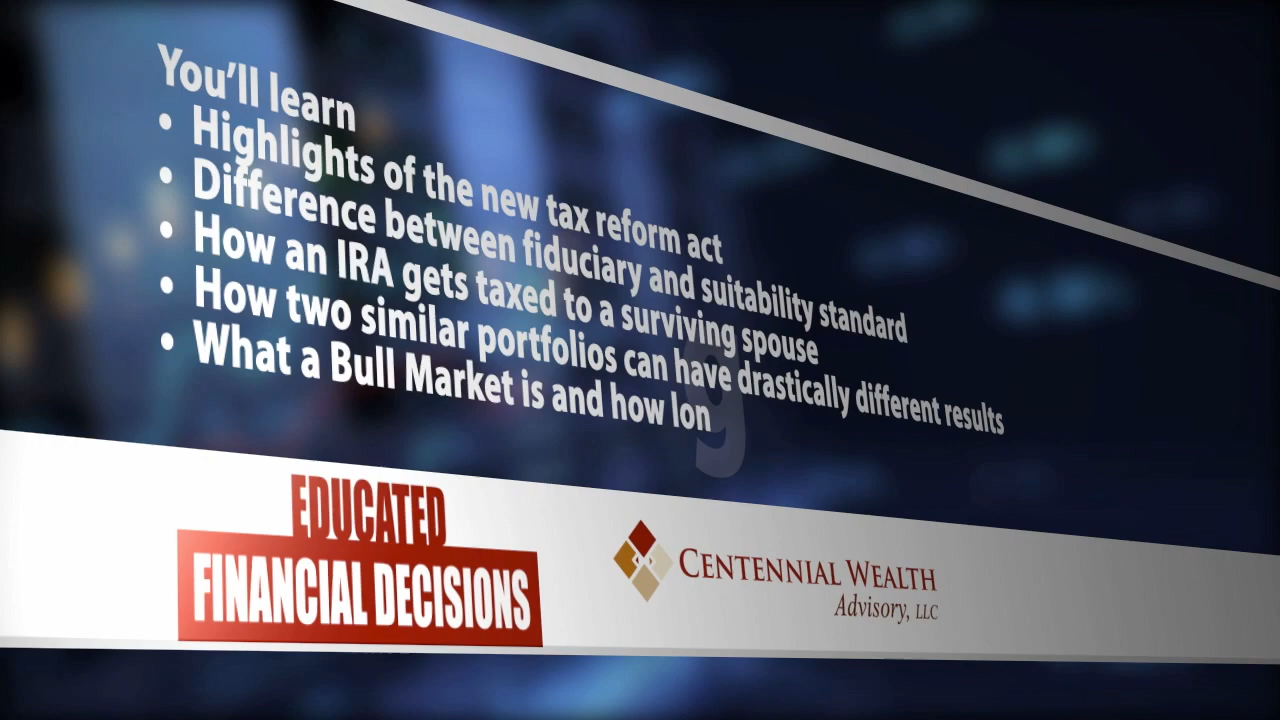 You'll learn
• Highlights of the new tax reform act
• Difference between fiduciary and suitability standard
• How an IRA gets taxed to a surviving spouse
• How two similar portfolios can have drastically different results
• What a Bull Market is and how lon
g
EDUCATED
FINANCIAL DECISIONS
CENTENNIAL WEALTH
Advisory, LLC